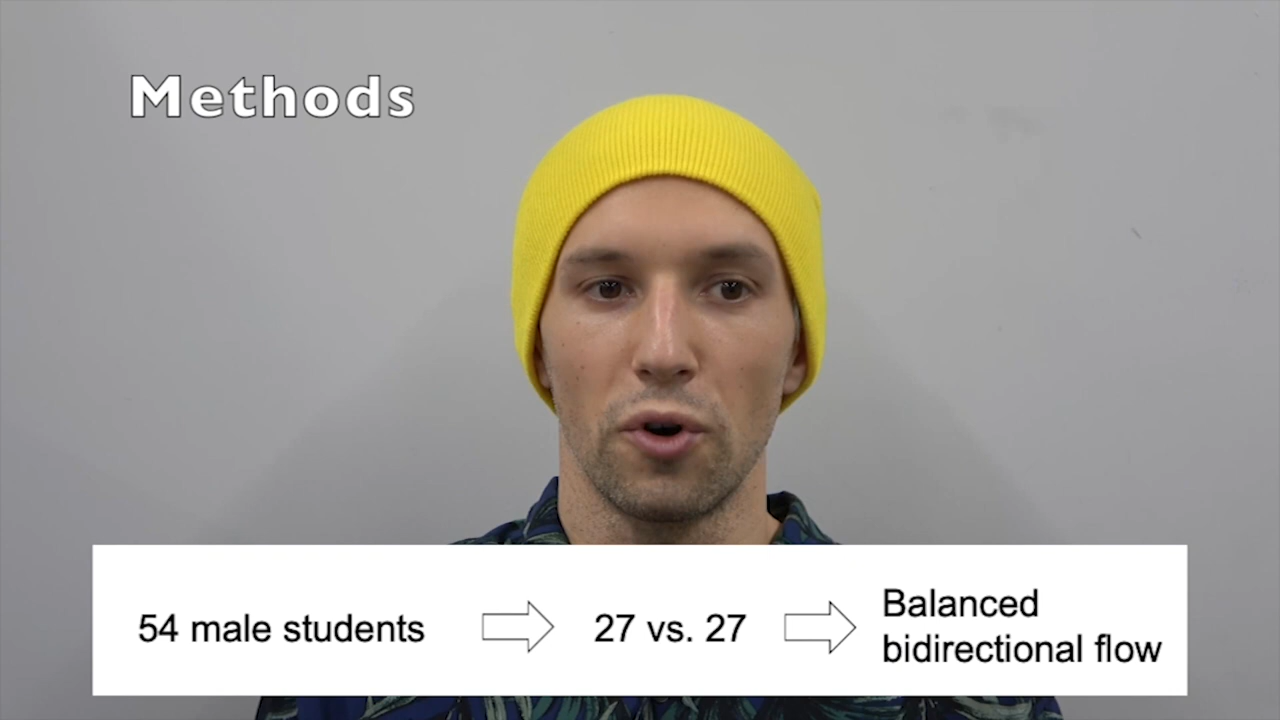 Methods
54 male students
27 vs. 27
Balanced
bidirectional flow